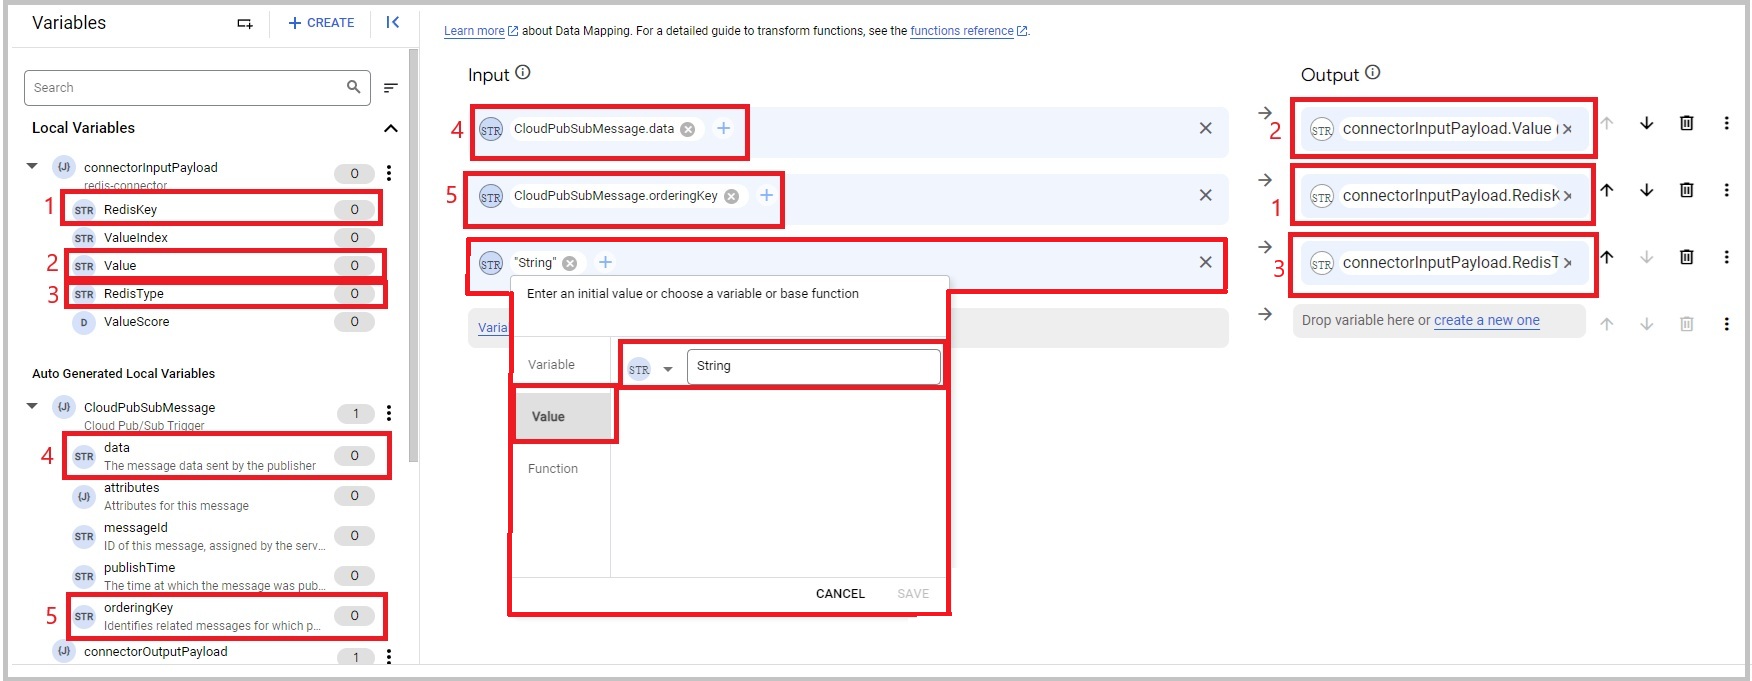 Variables
CREATE
Search
Local Variables
connectorInputPayload
0
redis-connector
1
STR
RedisKey
0
STR
ValueIndex
0
2
STR
Value
0
3
STR
RedisType
0
D
ValueScore
0
Auto Generated Local Variables
CloudPubSubMessage
1
Cloud Pub/Sub Trigger
4
STR
data
0
The message data sent by the publisher
attributes
0
Attributes for this message
STR
messageId
0
ID of this message, assigned by the serv...
STR
publishTime
0
The time at which the message was pub...
5
STR
orderingKey
0
Identifies related messages for which p...
connectorOutputPayload
1
Learn more about Data Mapping. For a detailed guide to transform functions, see the functions reference.
Input
Output
4
STR
CloudPubSubMessage.data
2
STR
connectorInputPayload.Value (
5
STR
CloudPubSubMessage.orderingKey
1
STR
connectorInputPayload.RedisK
STR
"String"
3
STR
connectorInputPayload.RedisT
Enter an initial value or choose a variable or base function
Varia
Drop variable here or create a new one
Variable
STR
String
Value
Function
CANCEL
SAVE